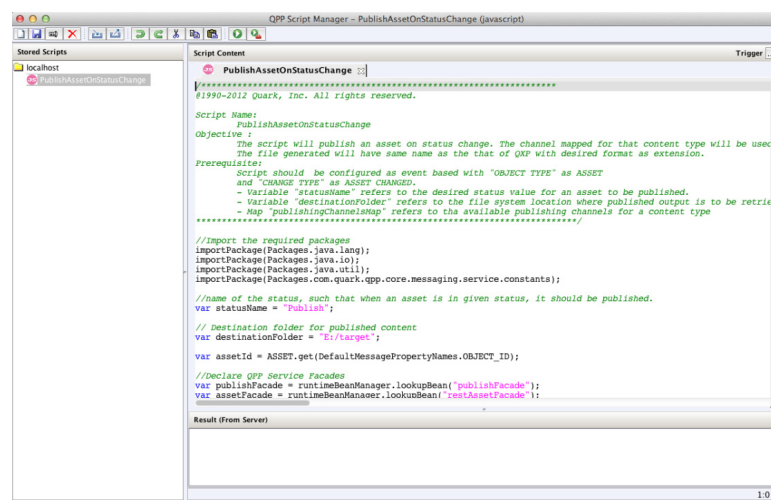 QPP Script Manager – PublishAssetOnStatusChange (javascript)
Stored Scripts
localhost
PublishAssetOnStatusChange
Script Content
Trigger ...
PublishAssetOnStatusChange
/*********************************************************************
@1990-2012 Quark, Inc. All rights reserved.
Script Name:
PublishAssetOnStatusChange
Objective :
The script will publish an asset on status change. The channel mapped for that content type will be used
The file generated will have same name as the that of QXP with desired format as extension.
Prerequisite:
Script should  be configured as event based with "OBJECT TYPE" as ASSET
and "CHANGE TYPE" as ASSET CHANGED.
- Variable "statusName" refers to the desired status value for an asset to be published.
- Variable "destinationFolder" refers to the file system location where published output is to be retrie
- Map "publishingChannelsMap" refers to tha available publishing channels for a content type
*************************************************************************/
//Import the required packages
importPackage(Packages.java.lang);
importPackage(Packages.java.io);
importPackage(Packages.java.util);
importPackage(Packages.com.quark.qpp.core.messaging.service.constants);
//name of the status, such that when an asset is in given status, it should be published.
var statusName = "Publish";
// Destination folder for published content
var destinationFolder = "E:/target";
var assetId = ASSET.get(DefaultMessagePropertyNames.OBJECT_ID);
//Declare QPP Service Facades
var publishFacade = runtimeBeanManager.lookupBean("publishFacade");
var assetFacade = runtimeBeanManager.lookupBean("restAssetFacade");
Result (From Server)
1:0